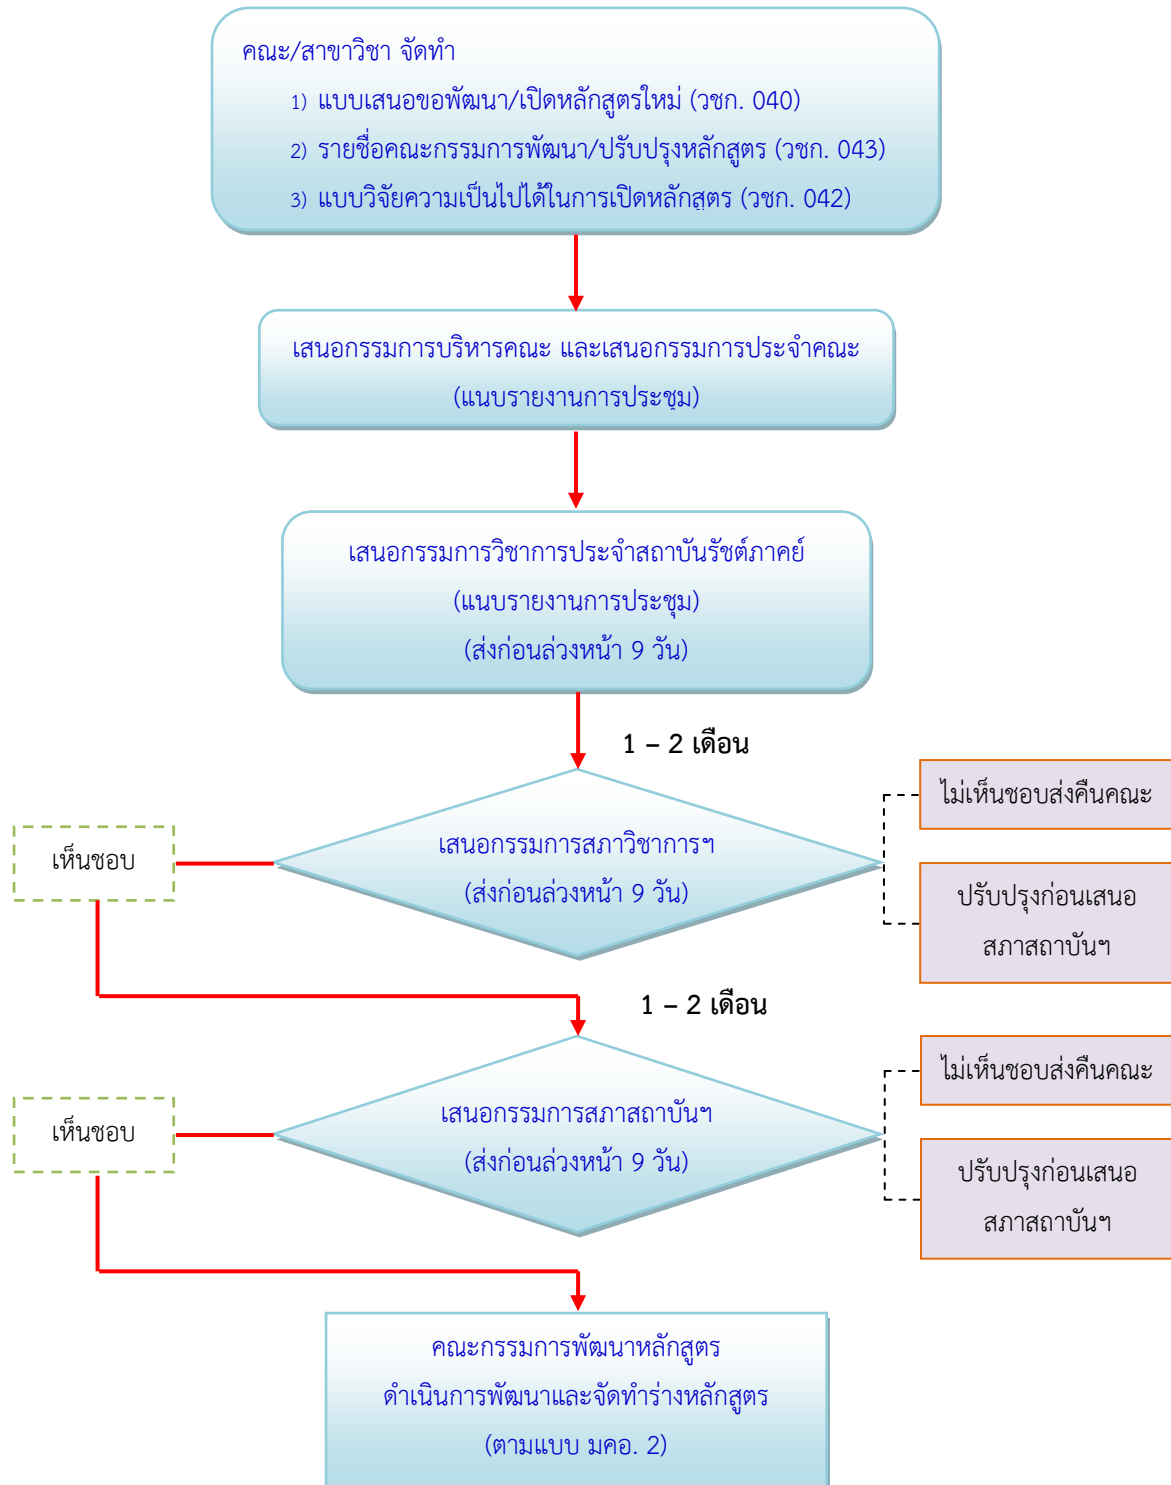 คณะ/สาขาวิชา จัดทำ
1) แบบเสนอขอพัฒนา/เปิดหลักสูตรใหม่ (วชก. 040)
2) รายชื่อคณะกรรมการพัฒนา/ปรับปรุงหลักสูตร (วชก. 043)
3) แบบวิจัยความเป็นไปได้ในการเปิดหลักสูตร (วชก. 042)
เสนอกรรมการบริหารคณะ และเสนอกรรมการประจำคณะ
(แนบรายงานการประชุม)
เสนอกรรมการวิชาการประจำสถาบันรัชต์ภาคย์
(แนบรายงานการประชุม)
(ส่งก่อนล่วงหน้า 9 วัน)
1 – 2 เดือน
ไม่เห็นชอบส่งคืนคณะ
เห็นชอบ
เสนอกรรมการสภาวิชาการฯ
(ส่งก่อนล่วงหน้า 9 วัน)
ปรับปรุงก่อนเสนอ
สภาสถาบันฯ
1 – 2 เดือน
ไม่เห็นชอบส่งคืนคณะ
เห็นชอบ
เสนอกรรมการสภาสถาบันฯ
(ส่งก่อนล่วงหน้า 9 วัน)
ปรับปรุงก่อนเสนอ
สภาสถาบันฯ
คณะกรรมการพัฒนาหลักสูตร
ดำเนินการพัฒนาและจัดทำร่างหลักสูตร
(ตามแบบ มคอ. 2)